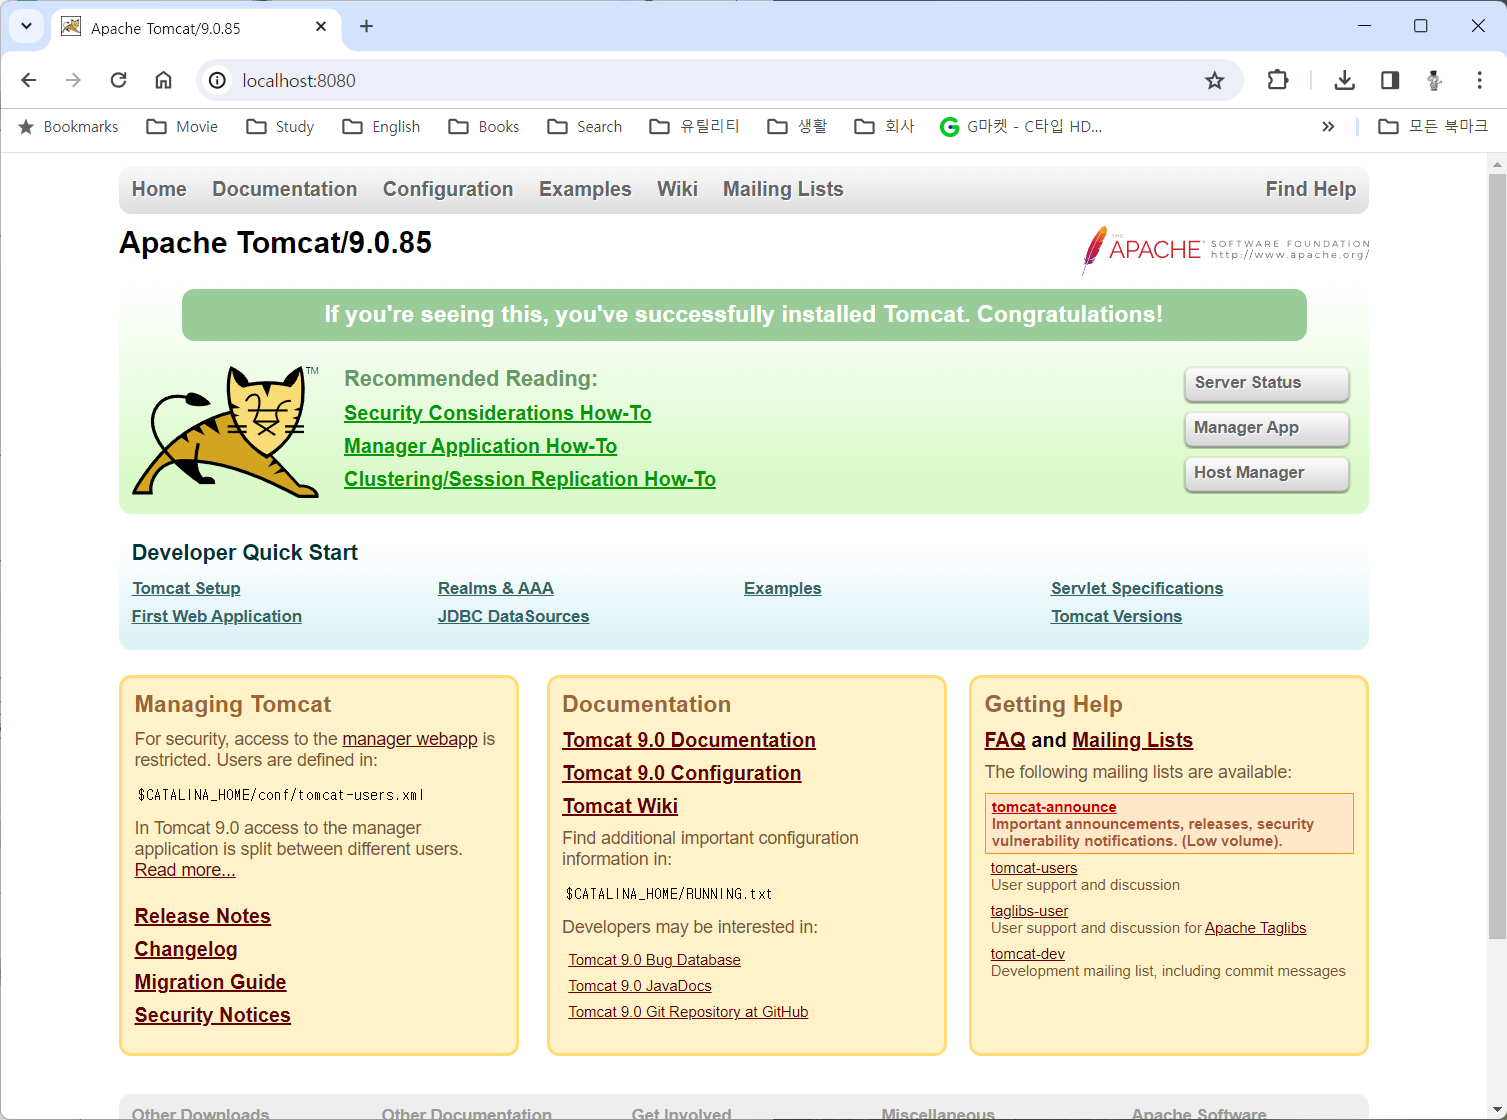 Apache Tomcat/9.0.85
localhost:8080
Bookmarks Movie Study English Books Search 유틸리티 생활 회사 G마켓 - C타입 HD... 모든 북마크
Home Documentation Configuration Examples Wiki Mailing Lists Find Help
Apache Tomcat/9.0.85
THE
APACHE SOFTWARE FOUNDATION
http://www.apache.org/
If you're seeing this, you've successfully installed Tomcat. Congratulations!
TM
Recommended Reading:
Security Considerations How-To
Manager Application How-To
Clustering/Session Replication How-To
Server Status
Manager App
Host Manager
Developer Quick Start
Tomcat Setup Realms & AAA Examples Servlet Specifications
First Web Application JDBC DataSources Tomcat Versions
Managing Tomcat
For security, access to the manager webapp is
restricted. Users are defined in:
$CATALINA_HOME/conf/tomcat-users.xml
In Tomcat 9.0 access to the manager
application is split between different users.
Read more...
Release Notes
Changelog
Migration Guide
Security Notices
Documentation
Tomcat 9.0 Documentation
Tomcat 9.0 Configuration
Tomcat Wiki
Find additional important configuration
information in:
$CATALINA_HOME/RUNNING.txt
Developers may be interested in:
Tomcat 9.0 Bug Database
Tomcat 9.0 JavaDocs
Tomcat 9.0 Git Repository at GitHub
Getting Help
FAQ and Mailing Lists
The following mailing lists are available:
tomcat-announce
Important announcements, releases, security
vulnerability notifications. (Low volume).
tomcat-users
User support and discussion
taglibs-user
User support and discussion for Apache Taglibs
tomcat-dev
Development mailing list, including commit messages
Other Downloads Other Documentation Get Involved Miscellaneous Apache Software